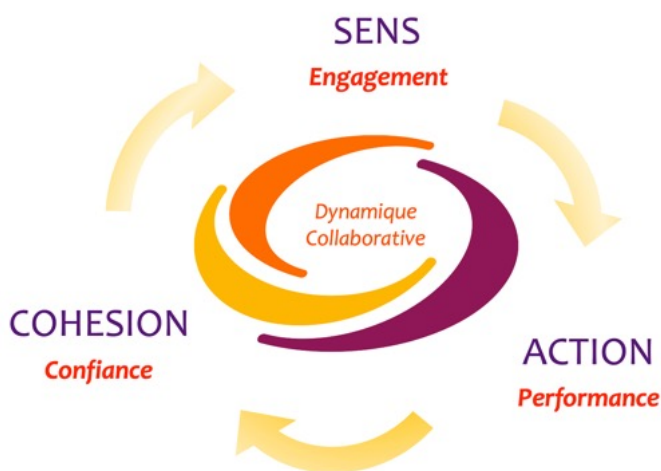 SENS
Engagement
Dynamique
Collaborative
COHESION
Confiance
ACTION
Performance